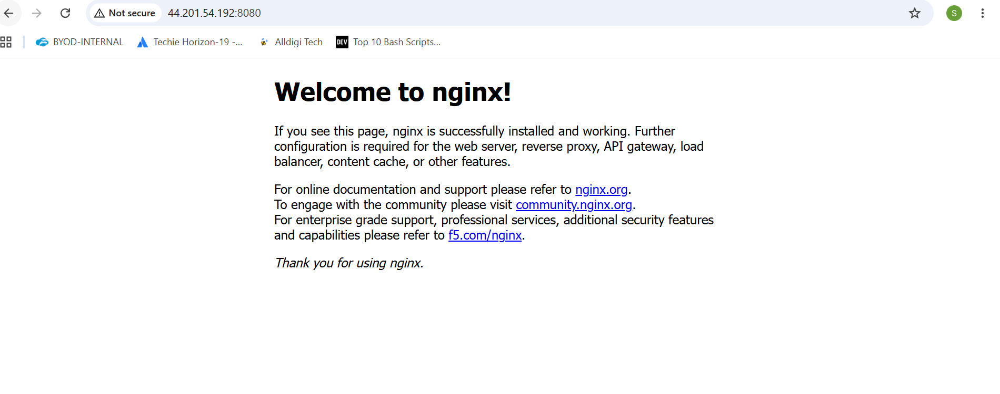 Not secure 44.201.54.192:8080
S
BYOD-INTERNAL Techie Horizon-19 -... Alldigi Tech DEV Top 10 Bash Scripts...
Welcome to nginx!
If you see this page, nginx is successfully installed and working. Further
configuration is required for the web server, reverse proxy, API gateway, load
balancer, content cache, or other features.
For online documentation and support please refer to nginx.org.
To engage with the community please visit community.nginx.org.
For enterprise grade support, professional services, additional security features
and capabilities please refer to f5.com/nginx.
Thank you for using nginx.